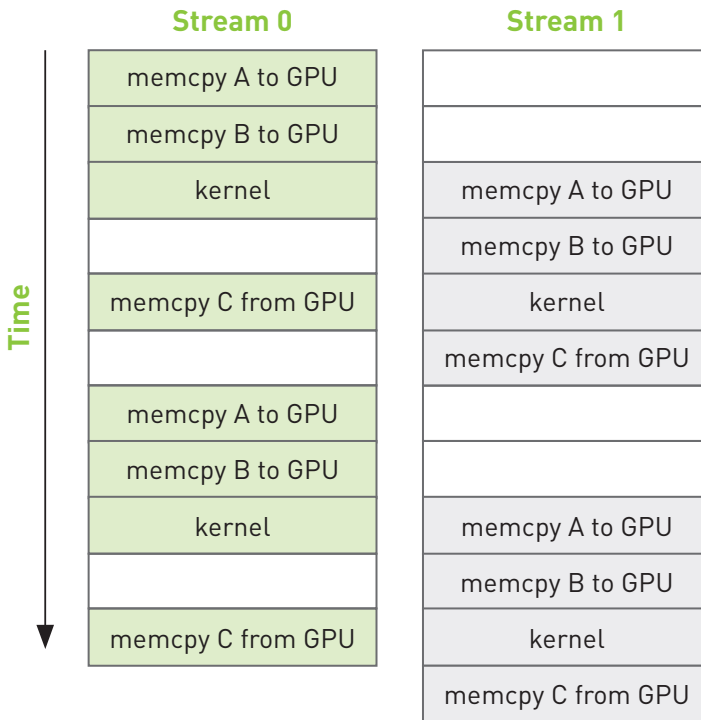 Stream 0
Stream 1
Time
memcpy A to GPU
memcpy B to GPU
kernel
memcpy C from GPU
memcpy A to GPU
memcpy B to GPU
kernel
memcpy C from GPU
memcpy A to GPU
memcpy B to GPU
kernel
memcpy C from GPU
memcpy A to GPU
memcpy B to GPU
kernel
memcpy C from GPU